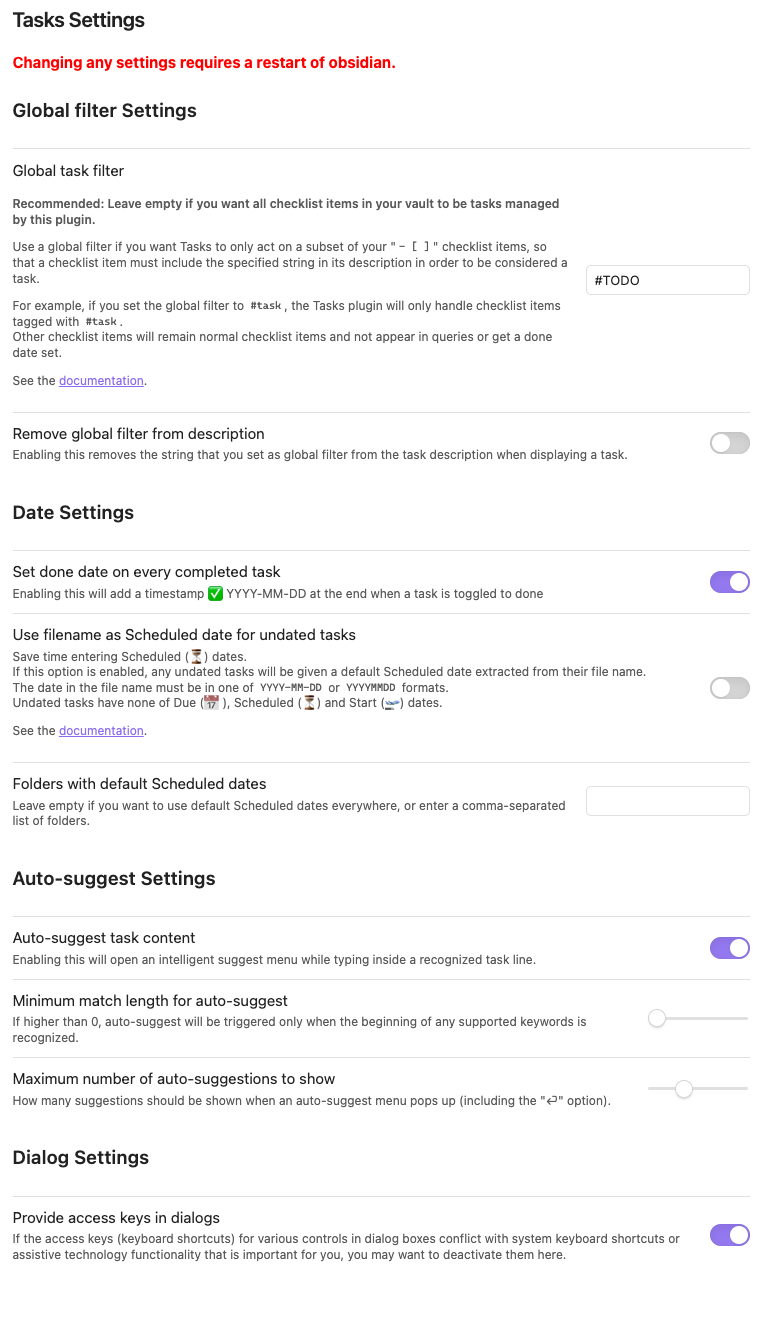 Tasks Settings
Changing any settings requires a restart of obsidian.
Global filter Settings
Global task filter
Recommended: Leave empty if you want all checklist items in your vault to be tasks managed
by this plugin.
Use a global filter if you want Tasks to only act on a subset of your "- [ ]" checklist items, so
that a checklist item must include the specified string in its description in order to be considered a
task.
#TODO
For example, if you set the global filter to #task, the Tasks plugin will only handle checklist items
tagged with #task.
Other checklist items will remain normal checklist items and not appear in queries or get a done
date set.
See the documentation.
Remove global filter from description
Enabling this removes the string that you set as global filter from the task description when displaying a task.
Date Settings
Set done date on every completed task
Enabling this will add a timestamp ✅ YYYY-MM-DD at the end when a task is toggled to done
Use filename as Scheduled date for undated tasks
Save time entering Scheduled (⏳) dates.
If this option is enabled, any undated tasks will be given a default Scheduled date extracted from their file name.
The date in the file name must be in one of YYYY-MM-DD or YYYYMMDD formats.
Undated tasks have none of Due (📅 ), Scheduled (⏳) and Start (🛫) dates.
See the documentation.
Folders with default Scheduled dates
Leave empty if you want to use default Scheduled dates everywhere, or enter a comma-separated
list of folders.
Auto-suggest Settings
Auto-suggest task content
Enabling this will open an intelligent suggest menu while typing inside a recognized task line.
Minimum match length for auto-suggest
If higher than 0, auto-suggest will be triggered only when the beginning of any supported keywords is
recognized.
Maximum number of auto-suggestions to show
How many suggestions should be shown when an auto-suggest menu pops up (including the "⏎" option).
Dialog Settings
Provide access keys in dialogs
If the access keys (keyboard shortcuts) for various controls in dialog boxes conflict with system keyboard shortcuts or
assistive technology functionality that is important for you, you may want to deactivate them here.